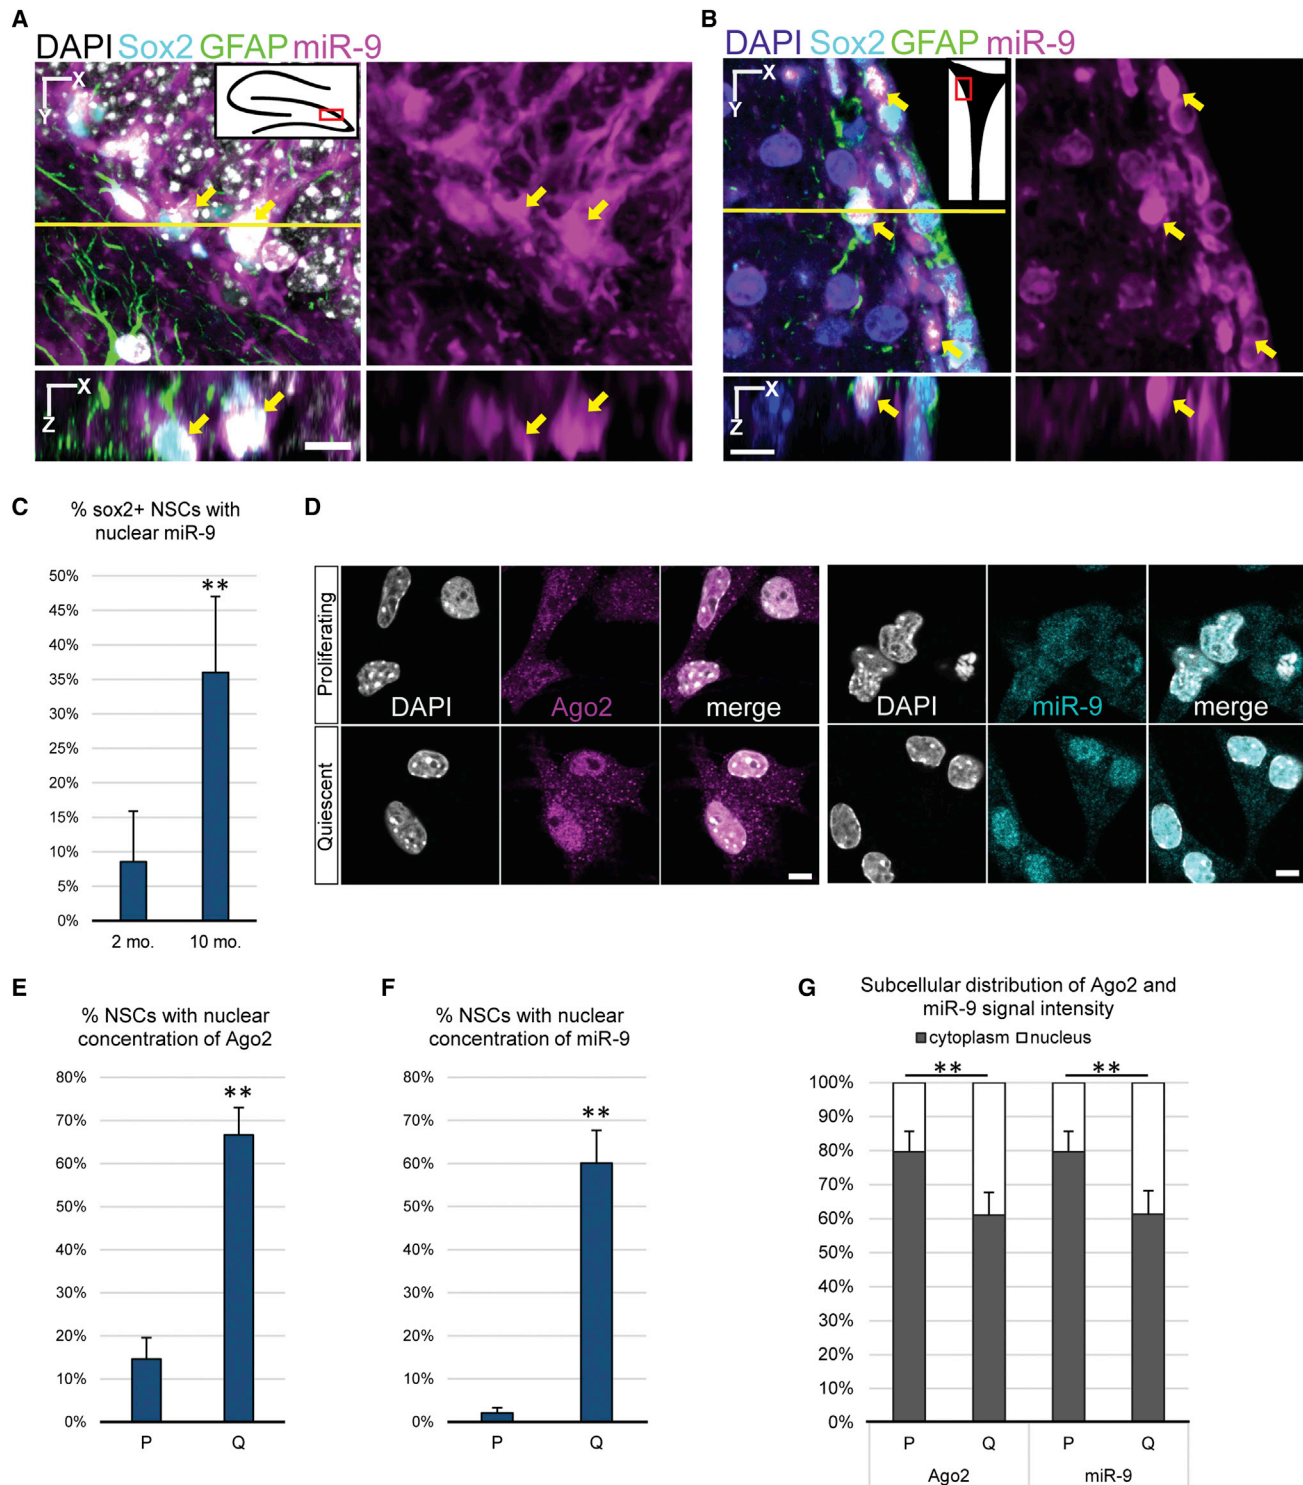 A
DAPI Sox2 GFAP miR-9
X
Y
X
Z
B
DAPI Sox2 GFAP miR-9
X
Y
X
Z
C
% sox2+ NSCs with
nuclear miR-9
50%
45%
40%
35%
30%
25%
20%
15%
10%
5%
0%
**
2 mo. 10 mo.
D
Proliferating
DAPI Ago2 merge
DAPI miR-9 merge
Quiescent
E
% NSCs with nuclear
concentration of Ago2
80%
70%
60%
50%
40%
30%
20%
10%
0%
**
P Q
F
% NSCs with nuclear
concentration of miR-9
80%
70%
60%
50%
40%
30%
20%
10%
0%
**
P Q
G
Subcellular distribution of Ago2 and
miR-9 signal intensity
cytoplasm nucleus
** **
100%
90%
80%
70%
60%
50%
40%
30%
20%
10%
0%
P Q P Q
Ago2 miR-9